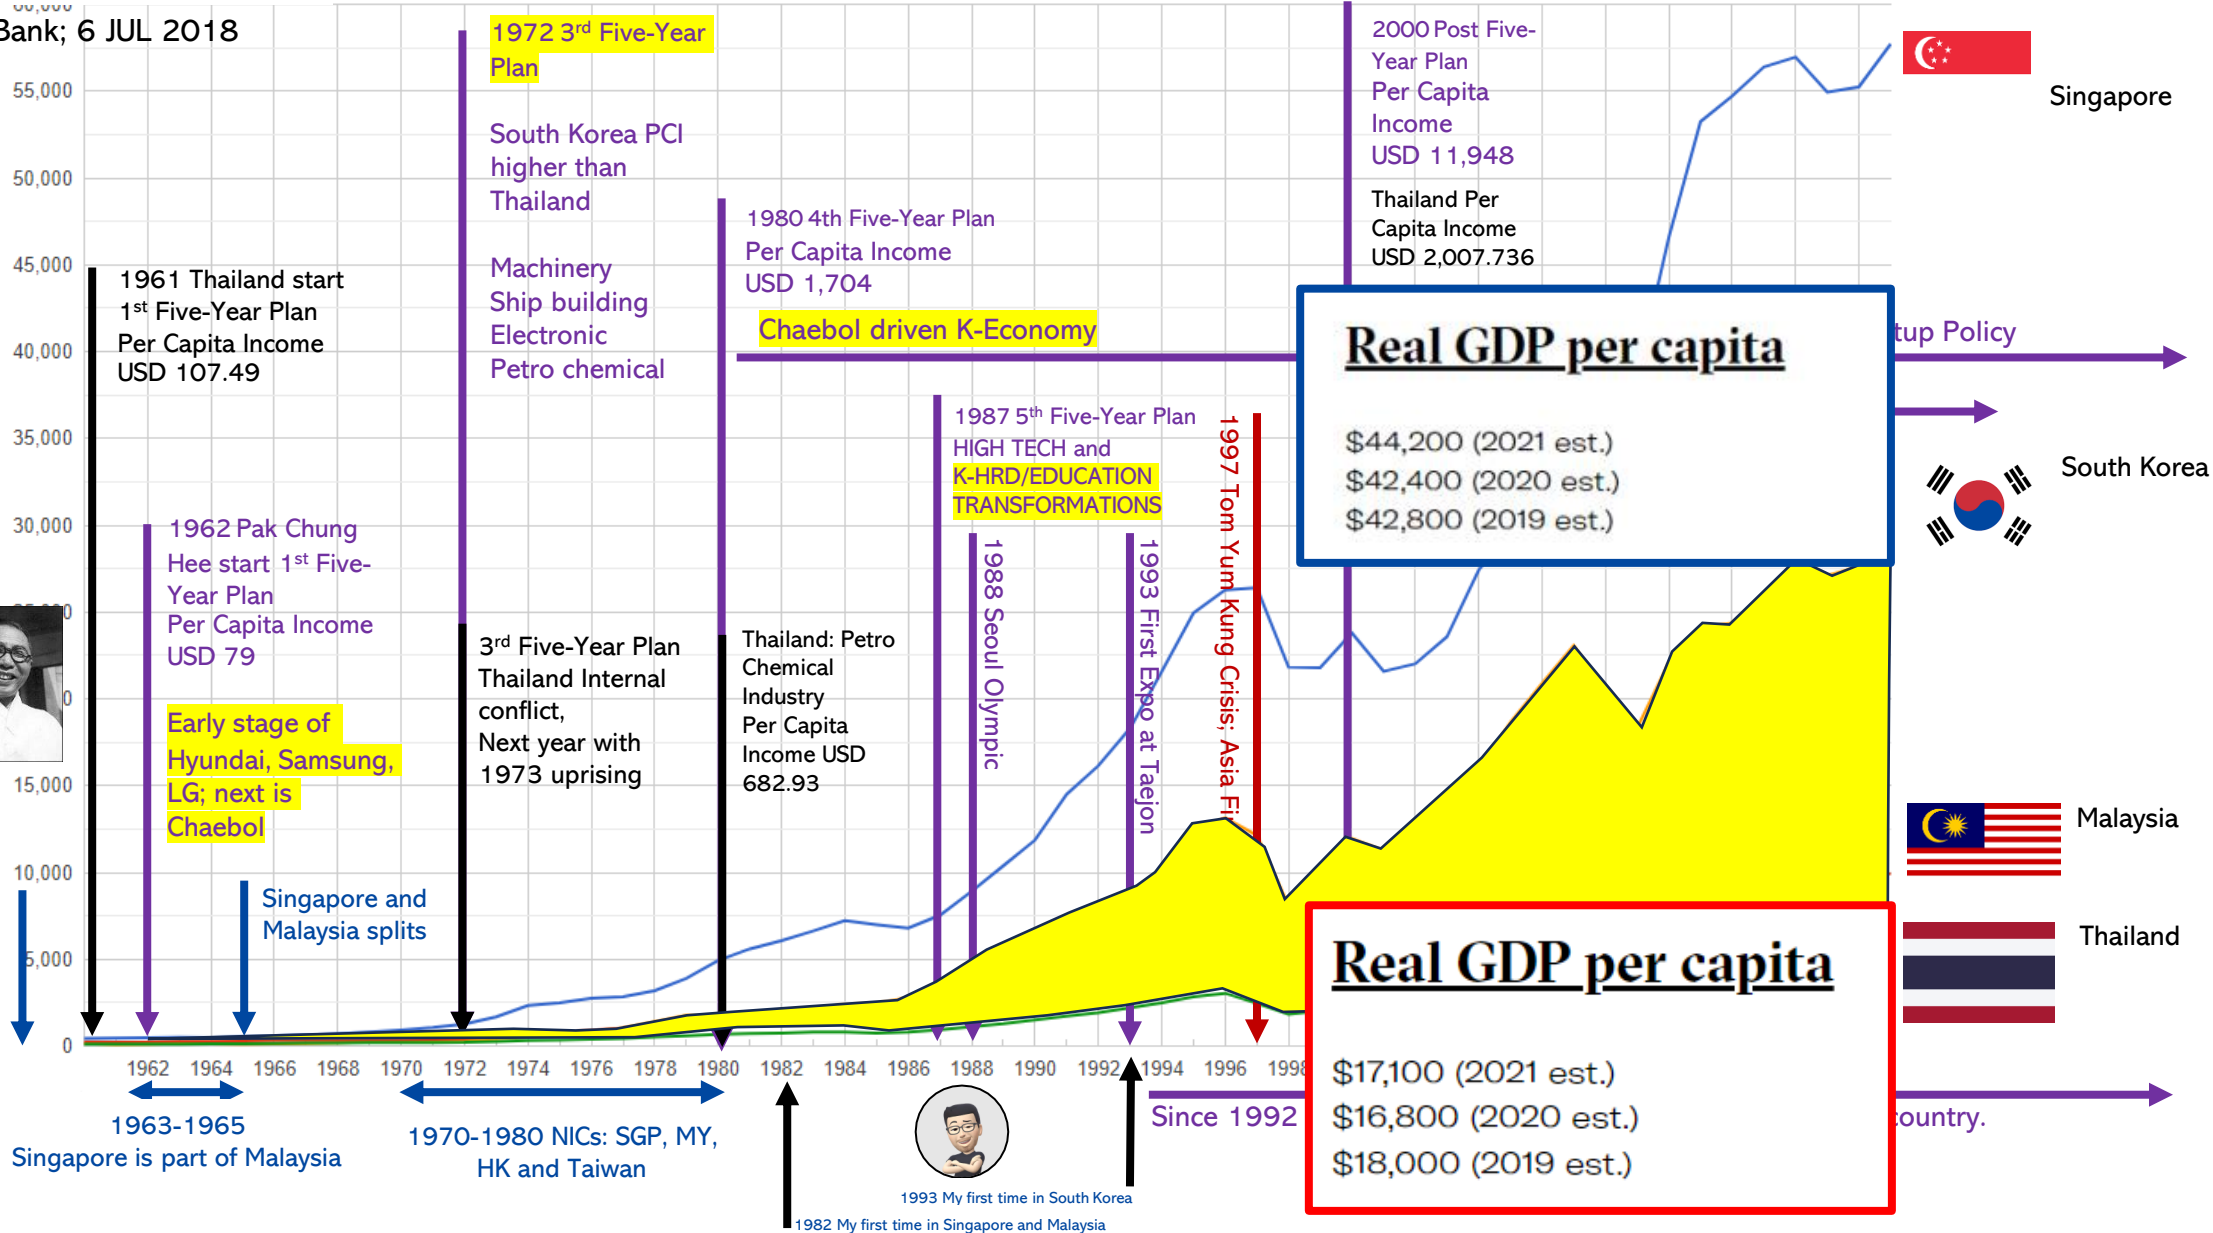 60,000
Bank; 6 JUL 2018
55,000
50,000
45,000
40,000
35,000
30,000
15,000
10,000
5,000
0
1961 Thailand start
1st Five-Year Plan
Per Capita Income
USD 107.49
1962 Pak Chung
Hee start 1st Five-
Year Plan
Per Capita Income
USD 79
Early stage of
Hyundai, Samsung,
LG; next is
Chaebol
Singapore and
Malaysia splits
1972 3rd Five-Year
Plan
South Korea PCI
higher than
Thailand
Machinery
Ship building
Electronic
Petro chemical
3rd Five-Year Plan
Thailand Internal
conflict,
Next year with
1973 uprising
1980 4th Five-Year Plan
Per Capita Income
USD 1,704
Chaebol driven K-Economy
Thailand: Petro
Chemical
Industry
Per Capita
Income USD
682.93
1987 5th Five-Year Plan
HIGH TECH and
K-HRD/EDUCATION
TRANSFORMATIONS
1988 Seoul Olympic
1993 First Expo at Taejon
1997 Tom Yum Kung Crisis; Asia Fi
2000 Post Five-
Year Plan
Per Capita
Income
USD 11,948
Thailand Per
Capita Income
USD 2,007.736
Real GDP per capita
$44,200 (2021 est.)
$42,400 (2020 est.)
$42,800 (2019 est.)
tup Policy
Singapore
South Korea
Malaysia
Thailand
Real GDP per capita
$17,100 (2021 est.)
$16,800 (2020 est.)
$18,000 (2019 est.)
1962 1964 1966 1968 1970 1972 1974 1976 1978 1980 1982 1984 1986 1988 1990 1992 1994 1996 1998
1963-1965
Singapore is part of Malaysia
1970-1980 NICs: SGP, MY,
HK and Taiwan
Since 1992
country.
1993 My first time in South Korea
1982 My first time in Singapore and Malaysia